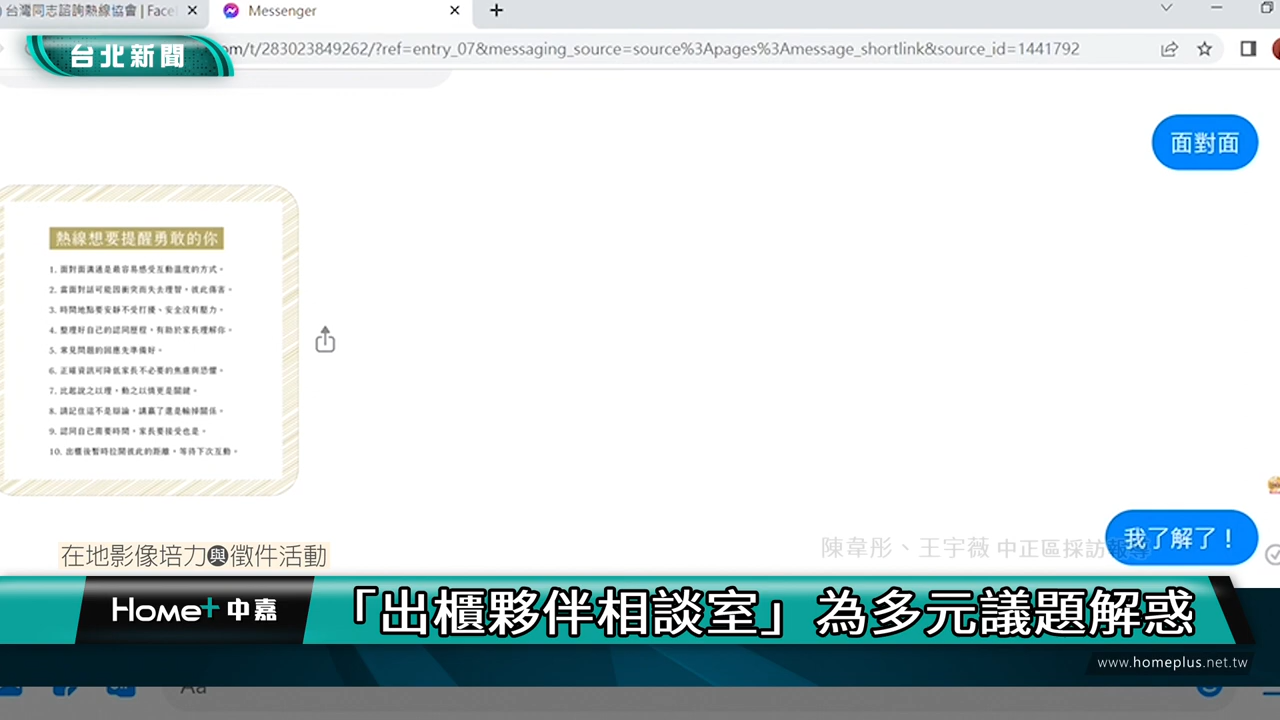 台灣同志諮詢熱線協會 | Fac
Messenger
om/t/283023849262/?ref=entry_07&messaging_source=source%3Apages%3Amessage_shortlink&source_id=1441792
台北新聞
面對面
熱線想要提醒勇敢的你
1. 面對面溝通是最容易感受互動溫度的方式。
2. 當面對話可能因衝突而失去理智，彼此傷害。
3. 時間地點要安靜不受打擾、安全沒有壓力。
4. 整理好自己的認同歷程，有助於家長理解你。
5. 常見問題的回應先準備好。
6. 正確資訊可降低家長不必要的焦慮與恐懼。
7. 比起說之以理，動之以情更是關鍵。
8. 請記住這不是辯論，講贏了還是輸掉關係。
9. 認同自己需要時間，家長要接受也是。
10. 出櫃後暫時拉開彼此的距離，等待下次互動。
我了解了！
陳韋彤、王宇薇 中正區採訪報導
在地影像培力與徵件活動
Home+ 中嘉
「出櫃夥伴相談室」為多元議題解惑
www.homeplus.net.tw
Aa